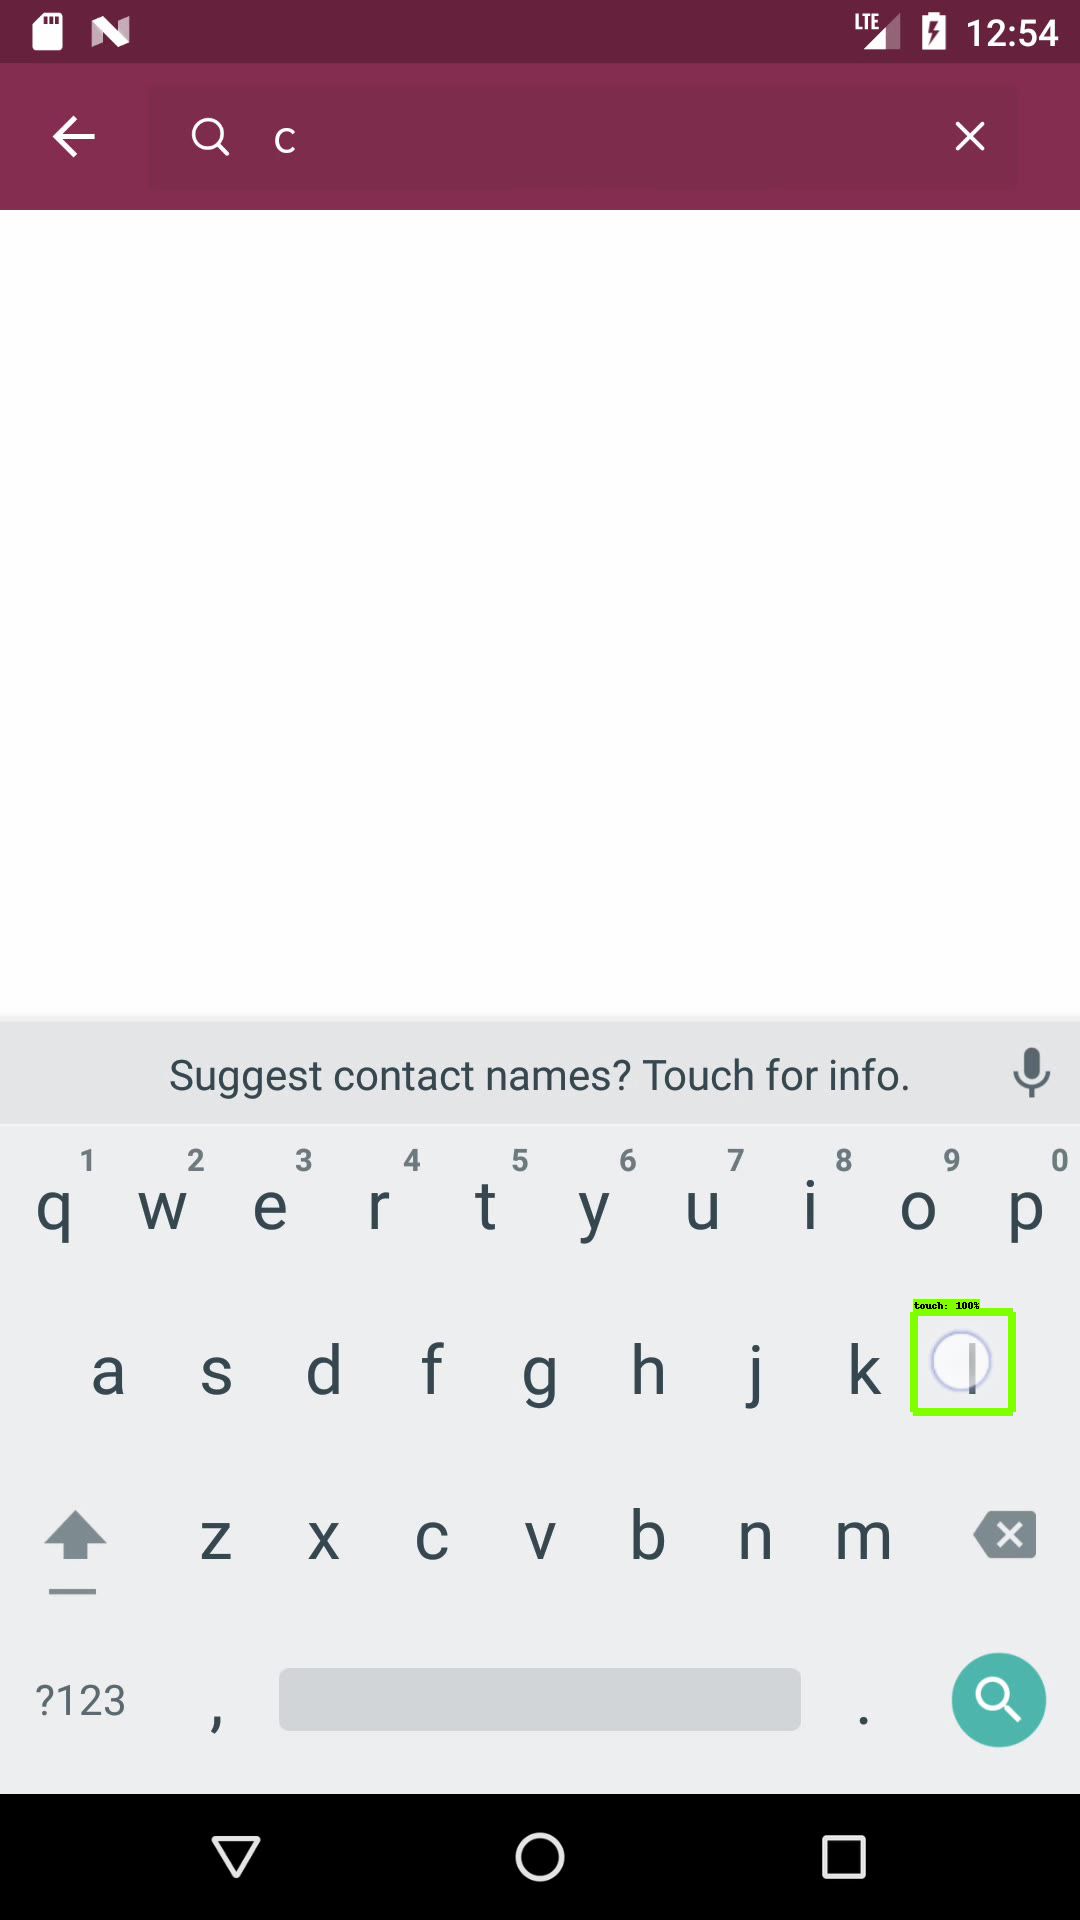 LTE 12:54
c
Suggest contact names? Touch for info.
1 2 3 4 5 6 7 8 9 0
q w e r t y u i o p
touch: 100%
a s d f g h j k l
z x c v b n m
?123 , .